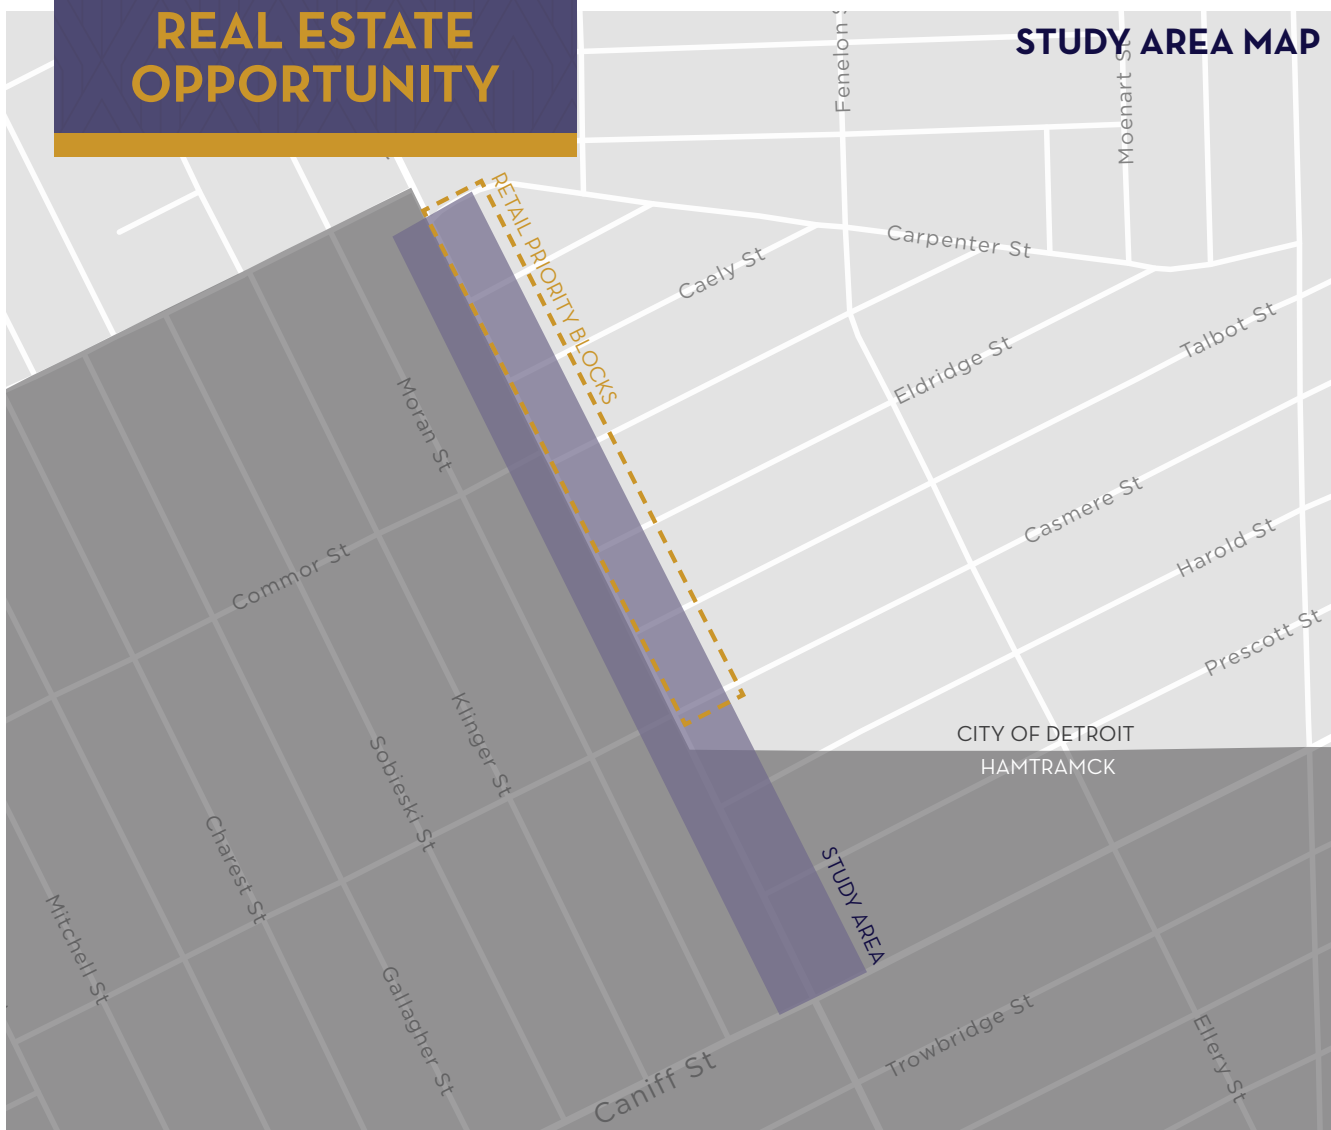 REAL ESTATE
OPPORTUNITY
STUDY AREA MAP
Fenelon S
Moenart St
RETAIL PRIORITY BLOCKS
Carpenter St
Caely St
Talbot St
Eldridge St
Moran St
Casmere St
Harold St
Commor St
Prescott St
Klinger St
CITY OF DETROIT
HAMTRAMCK
Sobieski St
Charest St
STUDY AREA
Mitchell St
Gallagher St
Trowbridge St
Ellery St
Caniff St